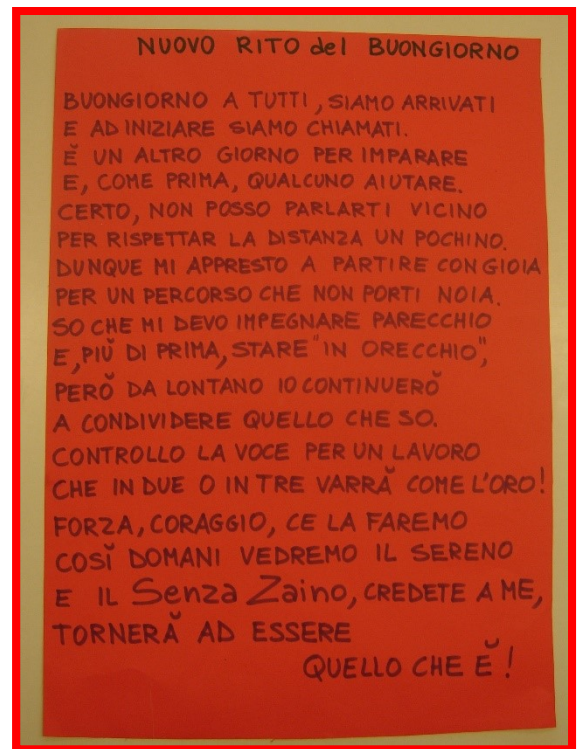 NUOVO RITO del BUONGIORNO
BUONGIORNO A TUTTI, SIAMO ARRIVATI
E AD INIZIARE SIAMO CHIAMATI.
È UN ALTRO GIORNO PER IMPARARE
E, COME PRIMA, QUALCUNO AIUTARE.
CERTO, NON POSSO PARLARTI VICINO
PER RISPETTAR LA DISTANZA UN POCHINO.
DUNQUE MI APPRESTO A PARTIRE CON GIOIA
PER UN PERCORSO CHE NON PORTI NOIA.
SO CHE MI DEVO IMPEGNARE PARECCHIO
E, PIÙ DI PRIMA, STARE "IN ORECCHIO",
PERÒ DA LONTANO IO CONTINUERÒ
A CONDIVIDERE QUELLO CHE SO.
CONTROLLO LA VOCE PER UN LAVORO
CHE IN DUE O IN TRE VARRÀ COME L'ORO!
FORZA, CORAGGIO, CE LA FAREMO
COSÌ DOMANI VEDREMO IL SERENO
E IL Senza Zaino, CREDETE A ME,
TORNERÀ AD ESSERE
QUELLO CHE È!